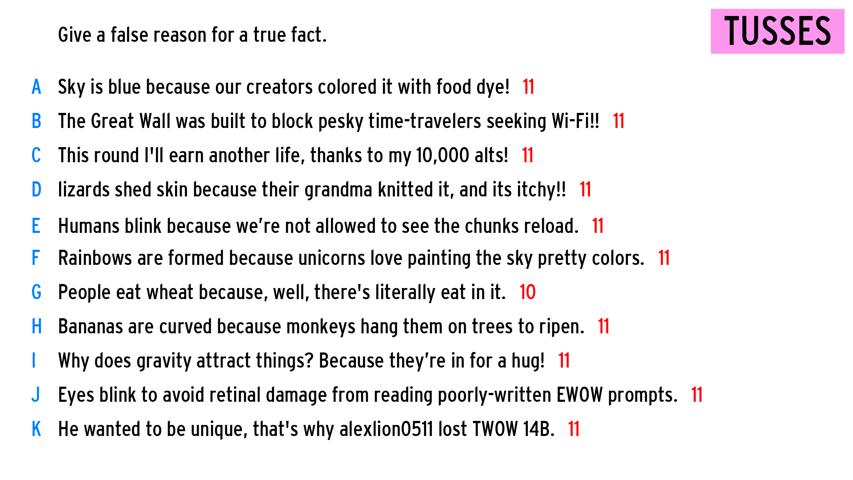 Give a false reason for a true fact.
TUSSES
A Sky is blue because our creators colored it with food dye! 11
B The Great Wall was built to block pesky time-travelers seeking Wi-Fi!! 11
C This round I'll earn another life, thanks to my 10,000 alts! 11
D lizards shed skin because their grandma knitted it, and its itchy!! 11
E Humans blink because we’re not allowed to see the chunks reload. 11
F Rainbows are formed because unicorns love painting the sky pretty colors. 11
G People eat wheat because, well, there's literally eat in it. 10
H Bananas are curved because monkeys hang them on trees to ripen. 11
I Why does gravity attract things? Because they’re in for a hug! 11
J Eyes blink to avoid retinal damage from reading poorly-written EWOW prompts. 11
K He wanted to be unique, that's why alexlion0511 lost TWOW 14B. 11